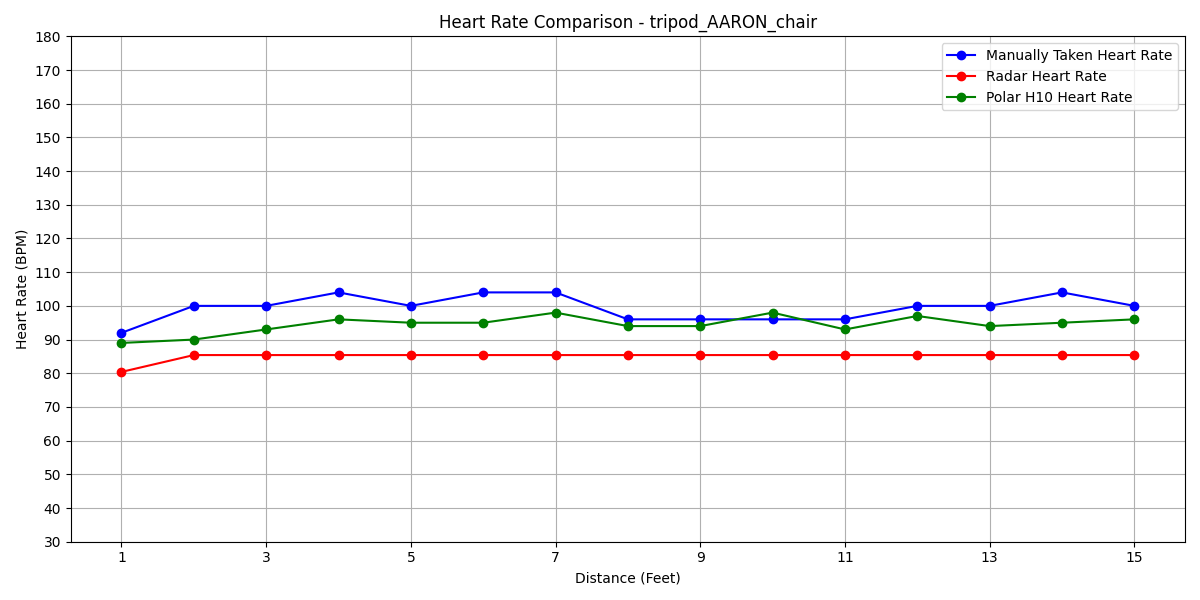 Heart Rate Comparison - tripod_AARON_chair
Manually Taken Heart Rate
Radar Heart Rate
Polar H10 Heart Rate
Heart Rate (BPM)
180
170
160
150
140
130
120
110
100
90
80
70
60
50
40
30
1 3 5 7 9 11 13 15
Distance (Feet)